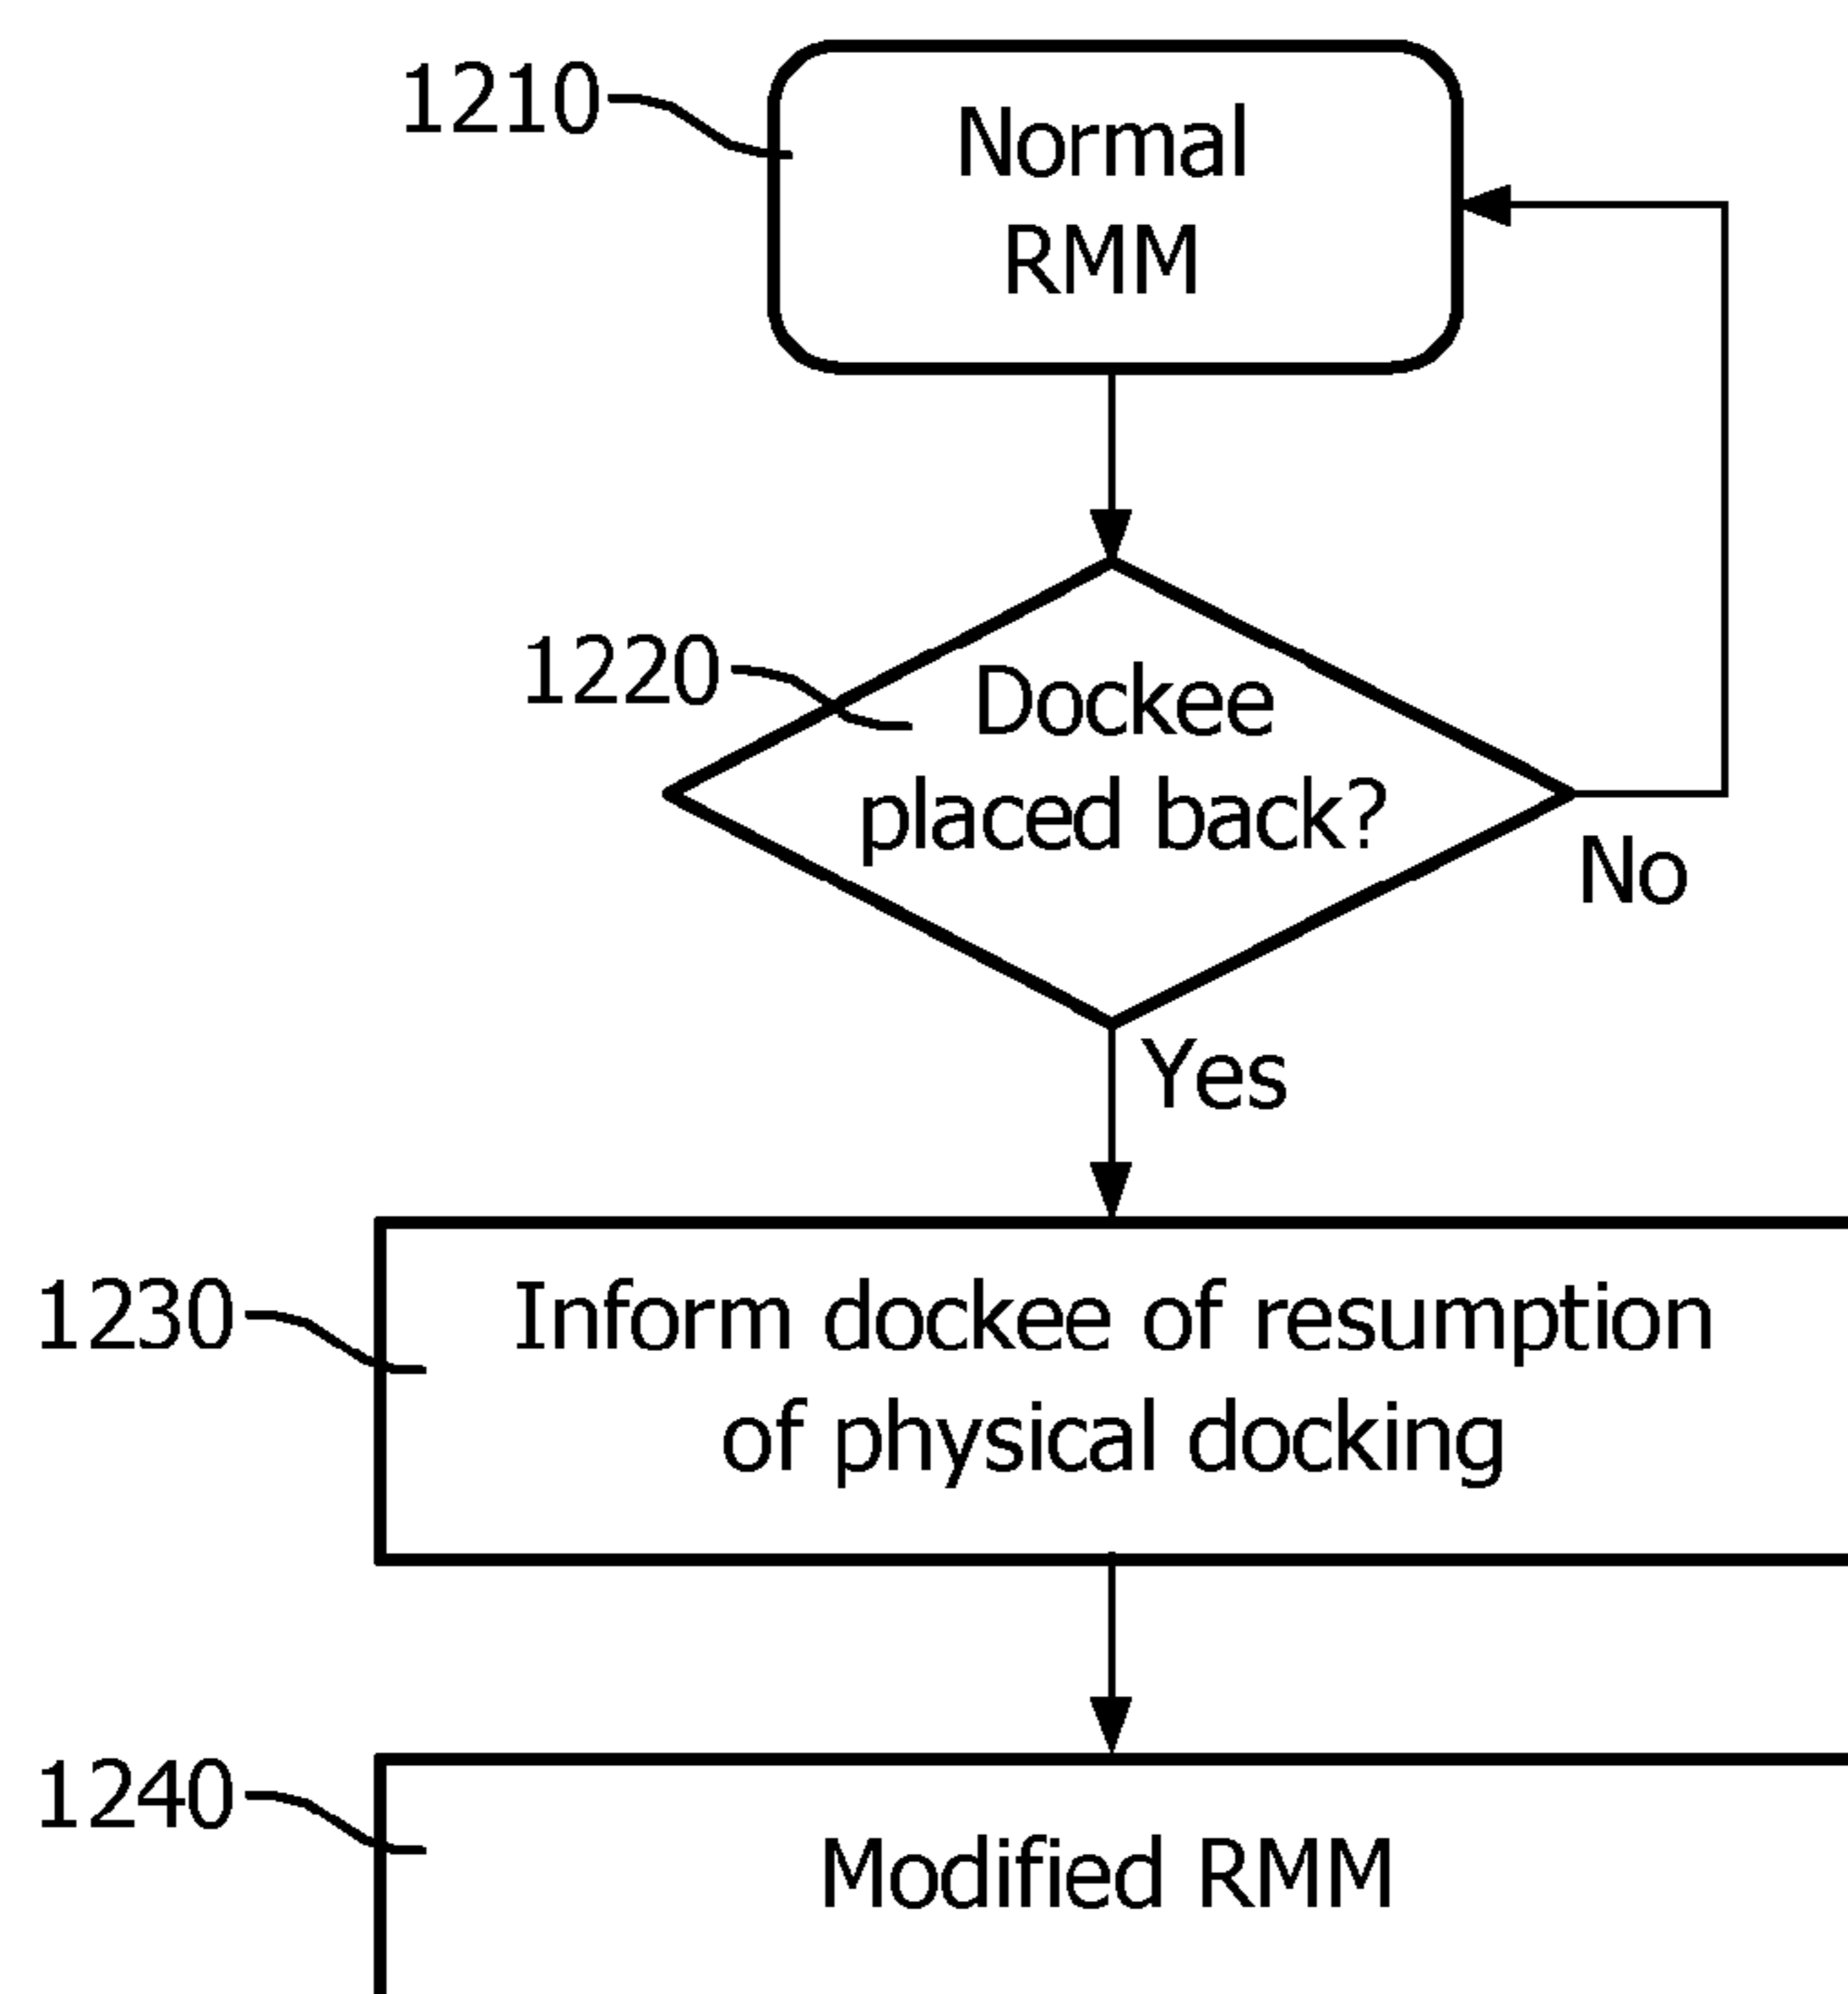 1210
Normal
RMM
1220
Dockee
placed back?
No
Yes
1230
Inform dockee of resumption
of physical docking
1240
Modified RMM